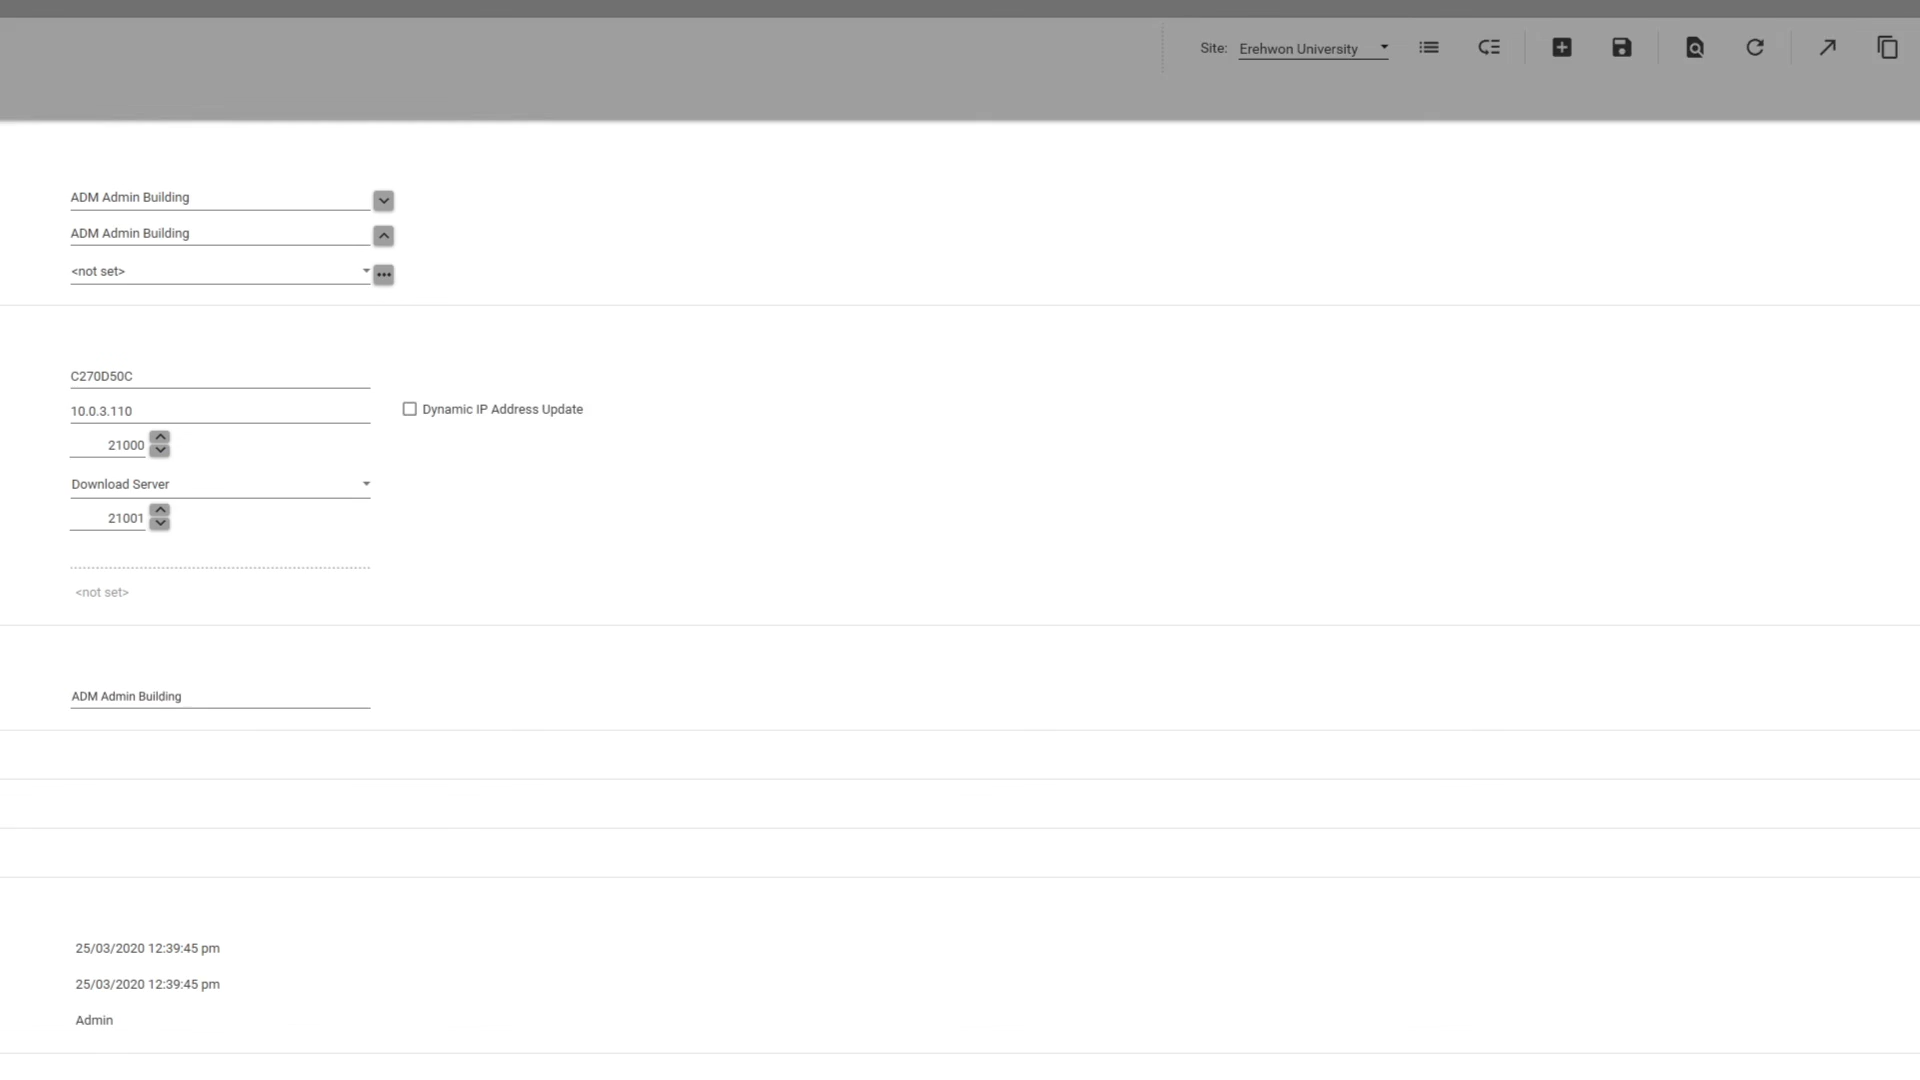 Site: Erehwon University
ADM Admin Building
ADM Admin Building
<not set>
C270D50C
10.0.3.110
Dynamic IP Address Update
21000
Download Server
21001
<not set>
ADM Admin Building
25/03/2020 12:39:45 pm
25/03/2020 12:39:45 pm
Admin